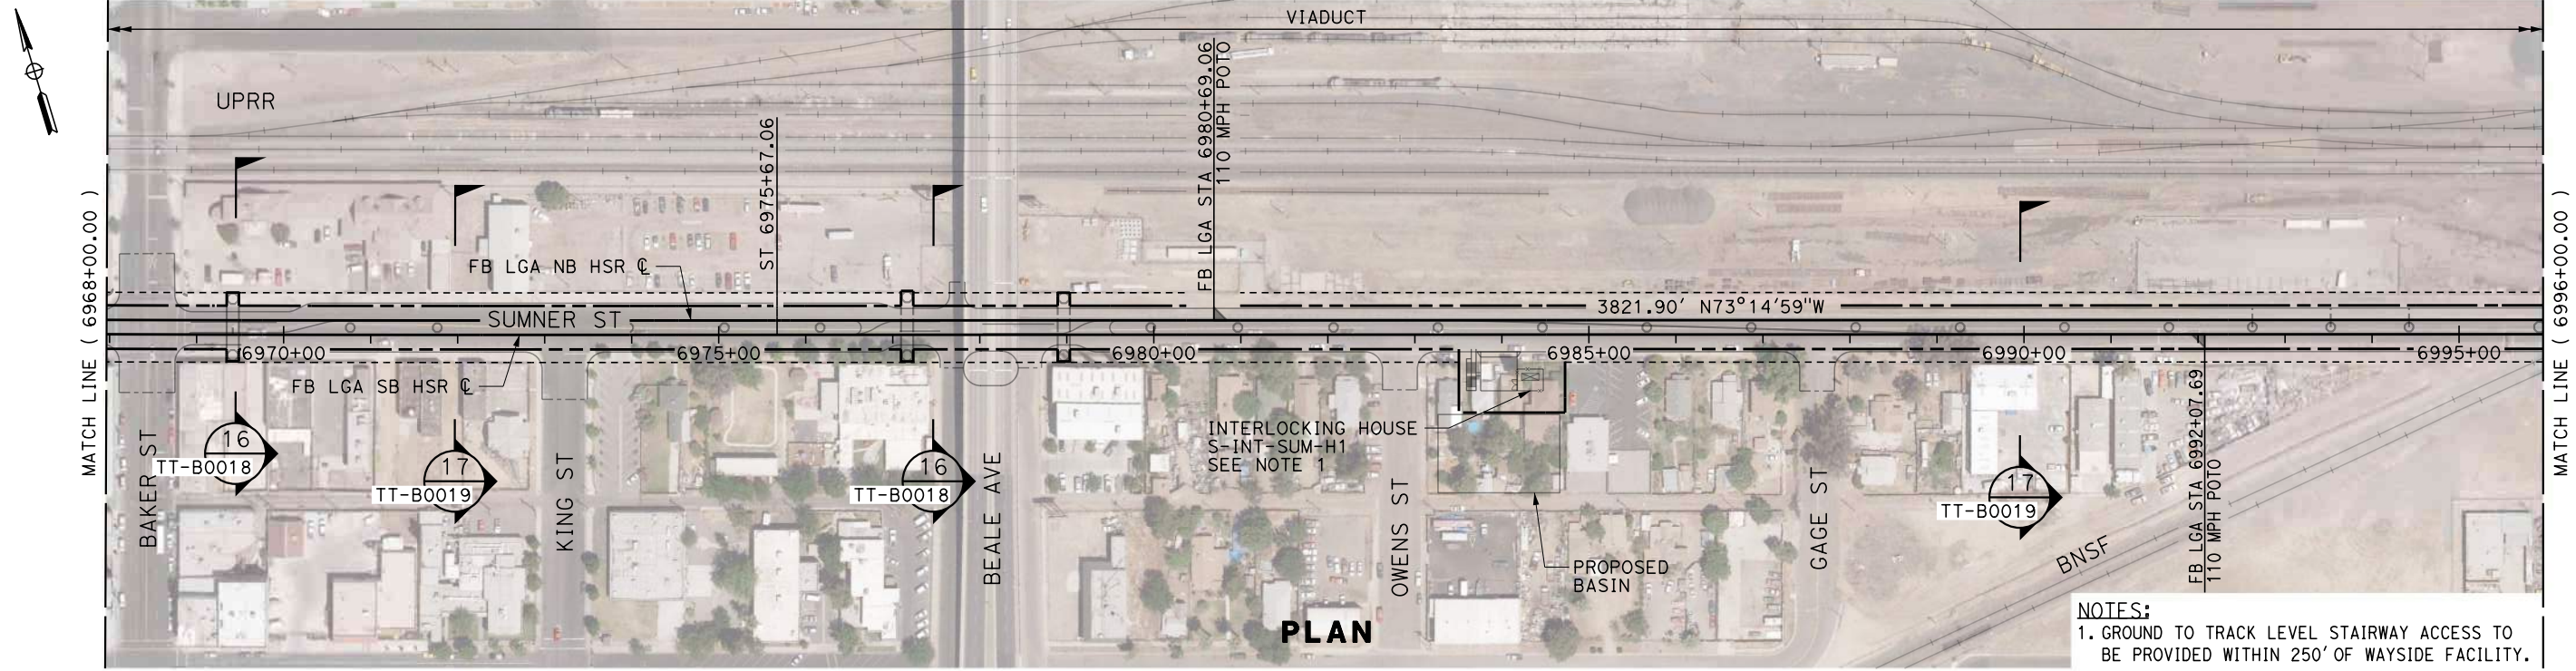 VIADUCT
UPRR
ST 6975+67.06
FB LGA STA 6980+69.06
110 MPH POTO
MATCH LINE ( 6968+00.00 )
MATCH LINE ( 6996+00.00 )
FB LGA NB HSR ℄
3821.90' N73°14'59"W
SUMNER ST
6970+00
6975+00
6980+00
6985+00
6990+00
6995+00
FB LGA SB HSR ℄
BAKER ST
16
TT-B0018
17
TT-B0019
KING ST
16
TT-B0018
BEALE AVE
INTERLOCKING HOUSE
S-INT-SUM-H1
SEE NOTE 1
OWENS ST
PROPOSED
BASIN
GAGE ST
17
TT-B0019
BNSF
FB LGA STA 6992+07.69
110 MPH POTO
PLAN
NOTES:
1. GROUND TO TRACK LEVEL STAIRWAY ACCESS TO
BE PROVIDED WITHIN 250' OF WAYSIDE FACILITY.